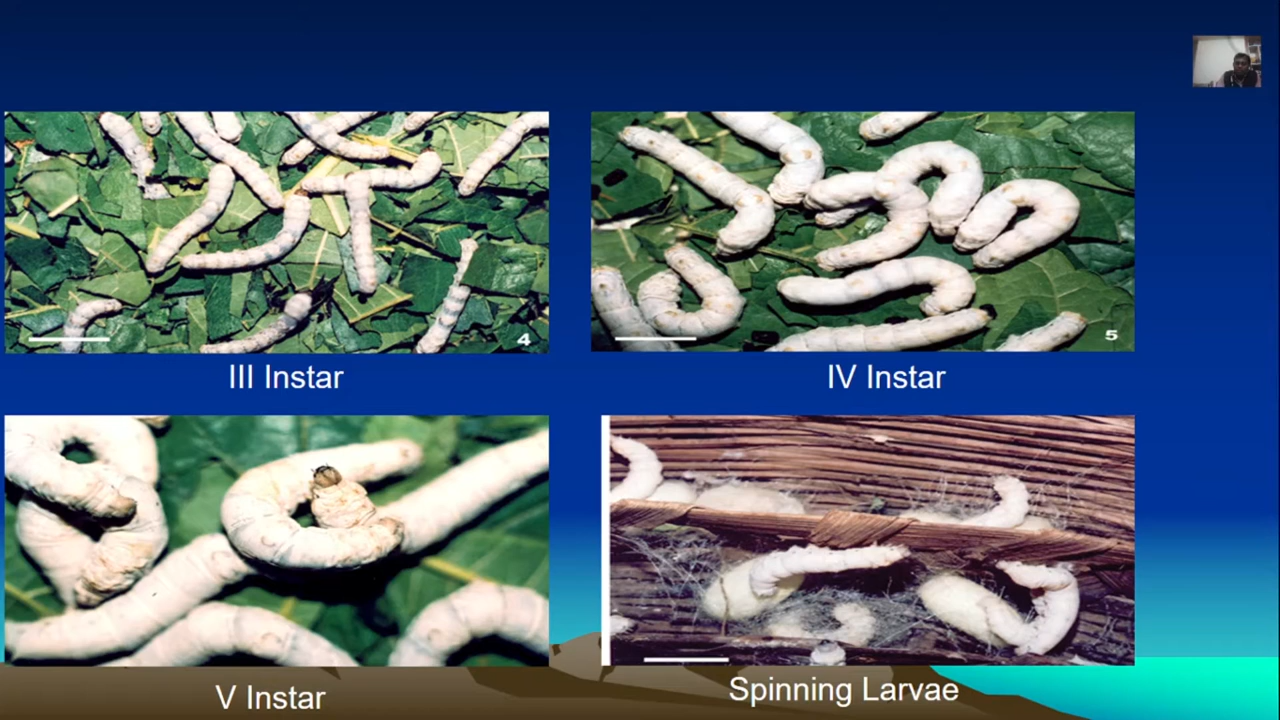 4
5
III Instar
IV Instar
V Instar
Spinning Larvae